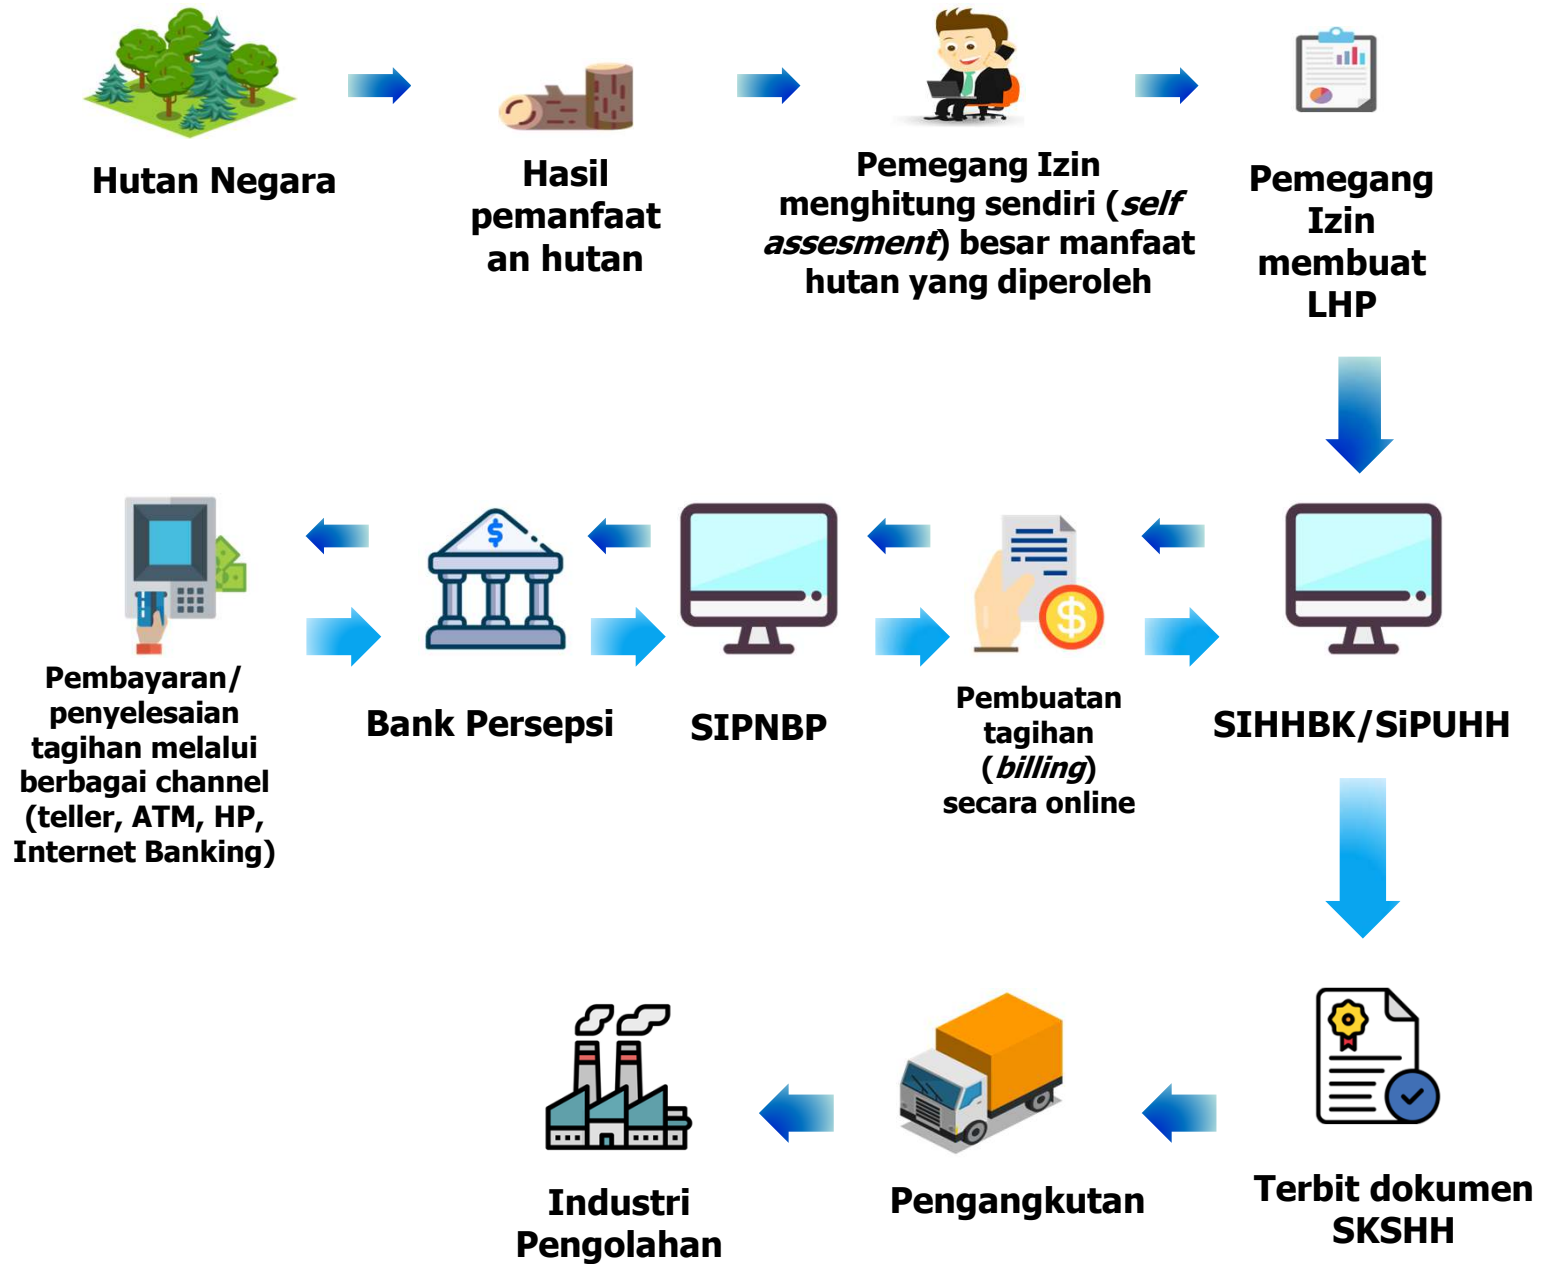 Hutan Negara
Hasil
pemanfaat
an hutan
Pemegang Izin
menghitung sendiri (self
assesment) besar manfaat
hutan yang diperoleh
Pemegang
Izin
membuat
LHP
Pembayaran/
penyelesaian
tagihan melalui
berbagai channel
(teller, ATM, HP,
Internet Banking)
Bank Persepsi
SIPNBP
Pembuatan
tagihan
(billing)
secara online
SIHHBK/SiPUHH
Industri
Pengolahan
Pengangkutan
Terbit dokumen
SKSHH